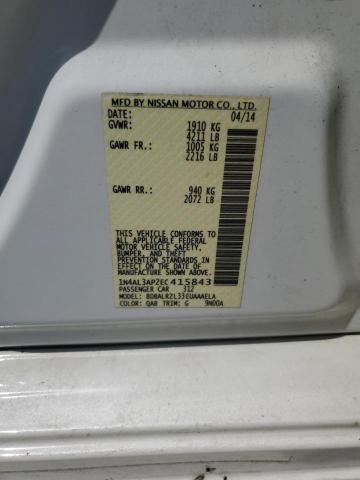 MFD BY NISSAN MOTOR CO., LTD.
DATE: 04/14
GVWR: 1910 KG
4211 LB
GAWR FR.: 1005 KG
2216 LB
GAWR RR.: 940 KG
2072 LB
THIS VEHICLE CONFORMS TO
ALL APPLICABLE FEDERAL
MOTOR VEHICLE SAFETY,
BUMPER, AND THEFT
PREVENTION STANDARDS IN
EFFECT ON THE DATE OF
MANUFACTURE SHOWN ABOVE.
1N4AL3AP2EC415843
PASSENGER CAR 312
MODEL: BDBALRZL33EUAAAELA
COLOR: QAB TRIM: G 9N00A